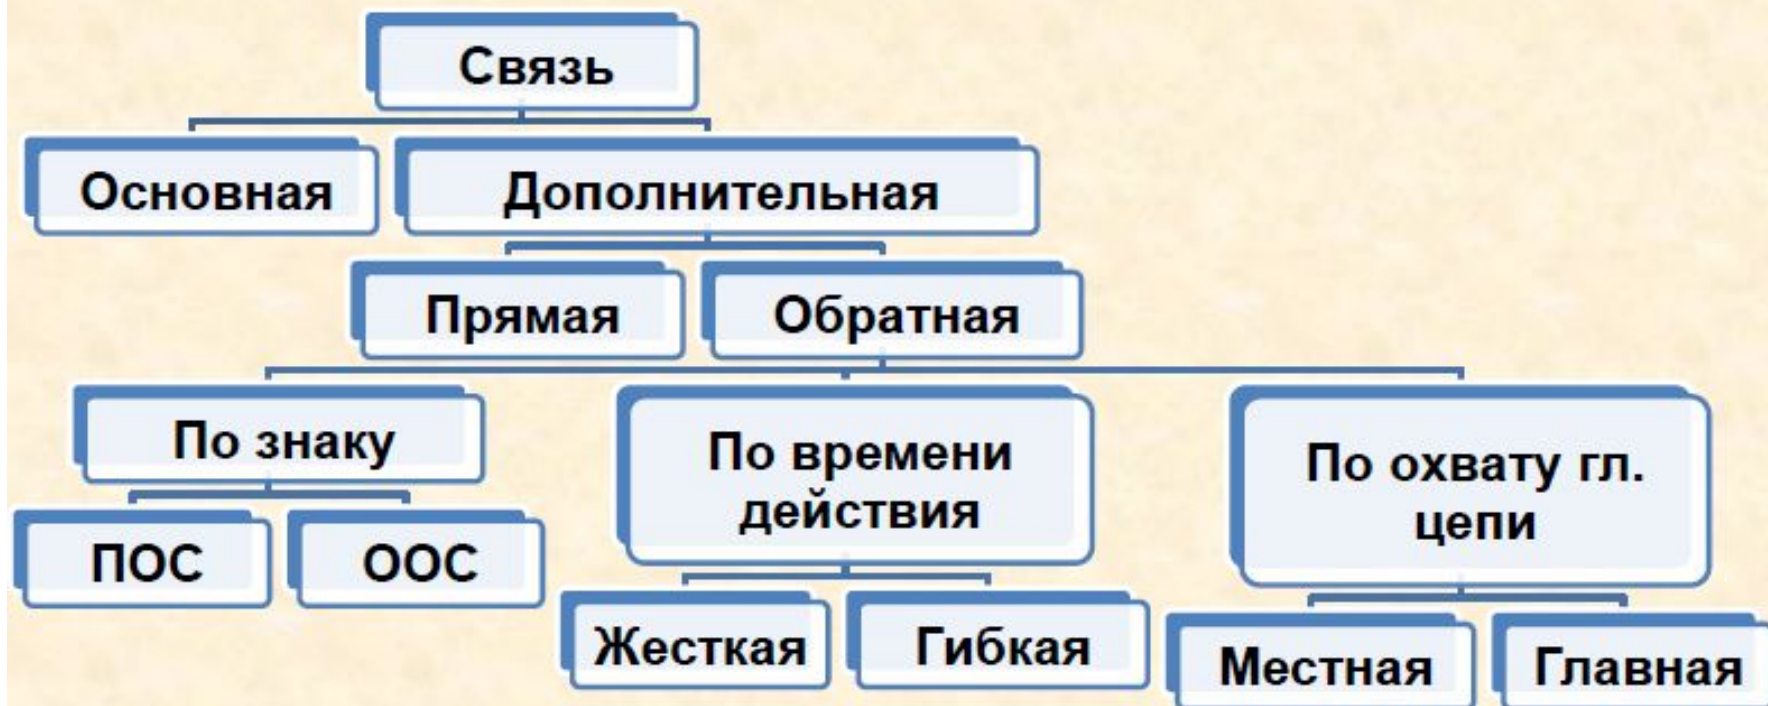 Связь
Основная
Дополнительная
Прямая
Обратная
По знаку
По времени
действия
По охвату гл.
цепи
ПОС
ООС
Жесткая
Гибкая
Местная
Главная